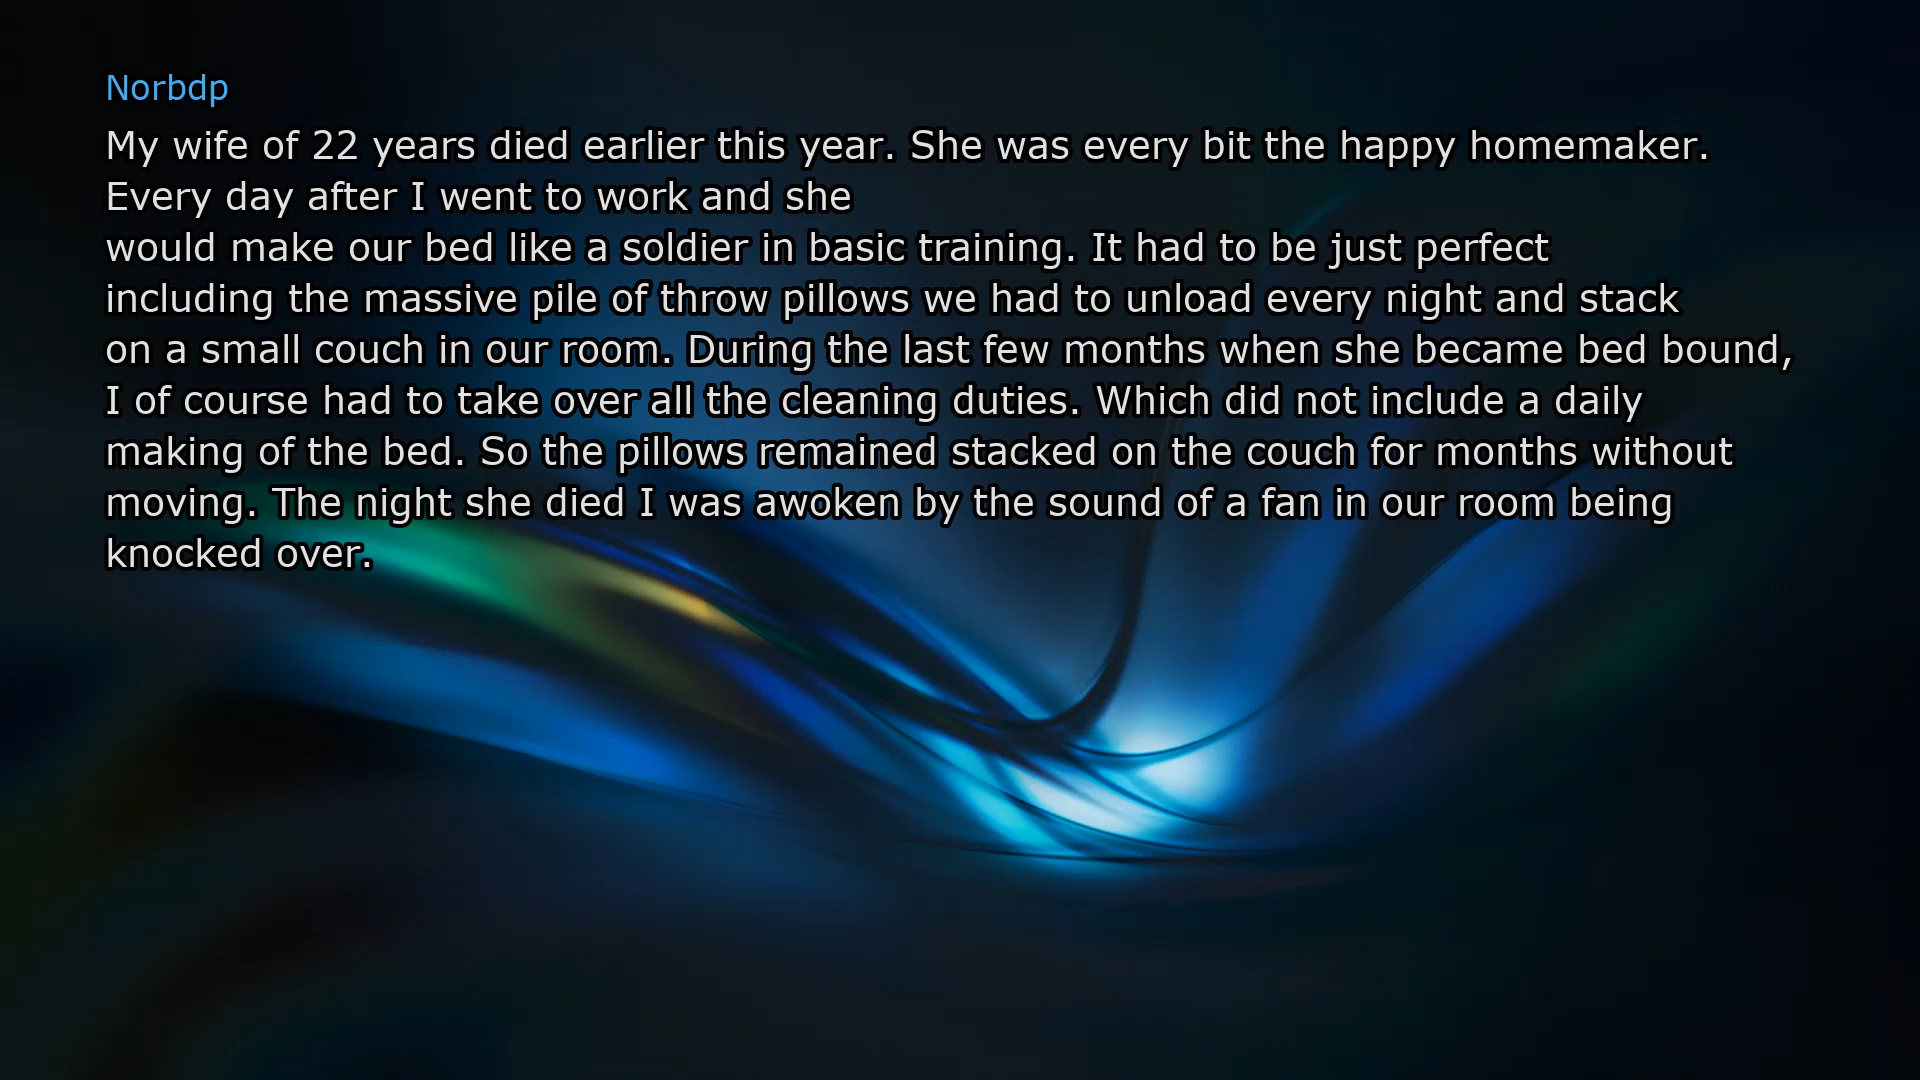 Norbdp
My wife of 22 years died earlier this year. She was every bit the happy homemaker.
Every day after I went to work and she
would make our bed like a soldier in basic training. It had to be just perfect
including the massive pile of throw pillows we had to unload every night and stack
on a small couch in our room. During the last few months when she became bed bound,
I of course had to take over all the cleaning duties. Which did not include a daily
making of the bed. So the pillows remained stacked on the couch for months without
moving. The night she died I was awoken by the sound of a fan in our room being
knocked over.